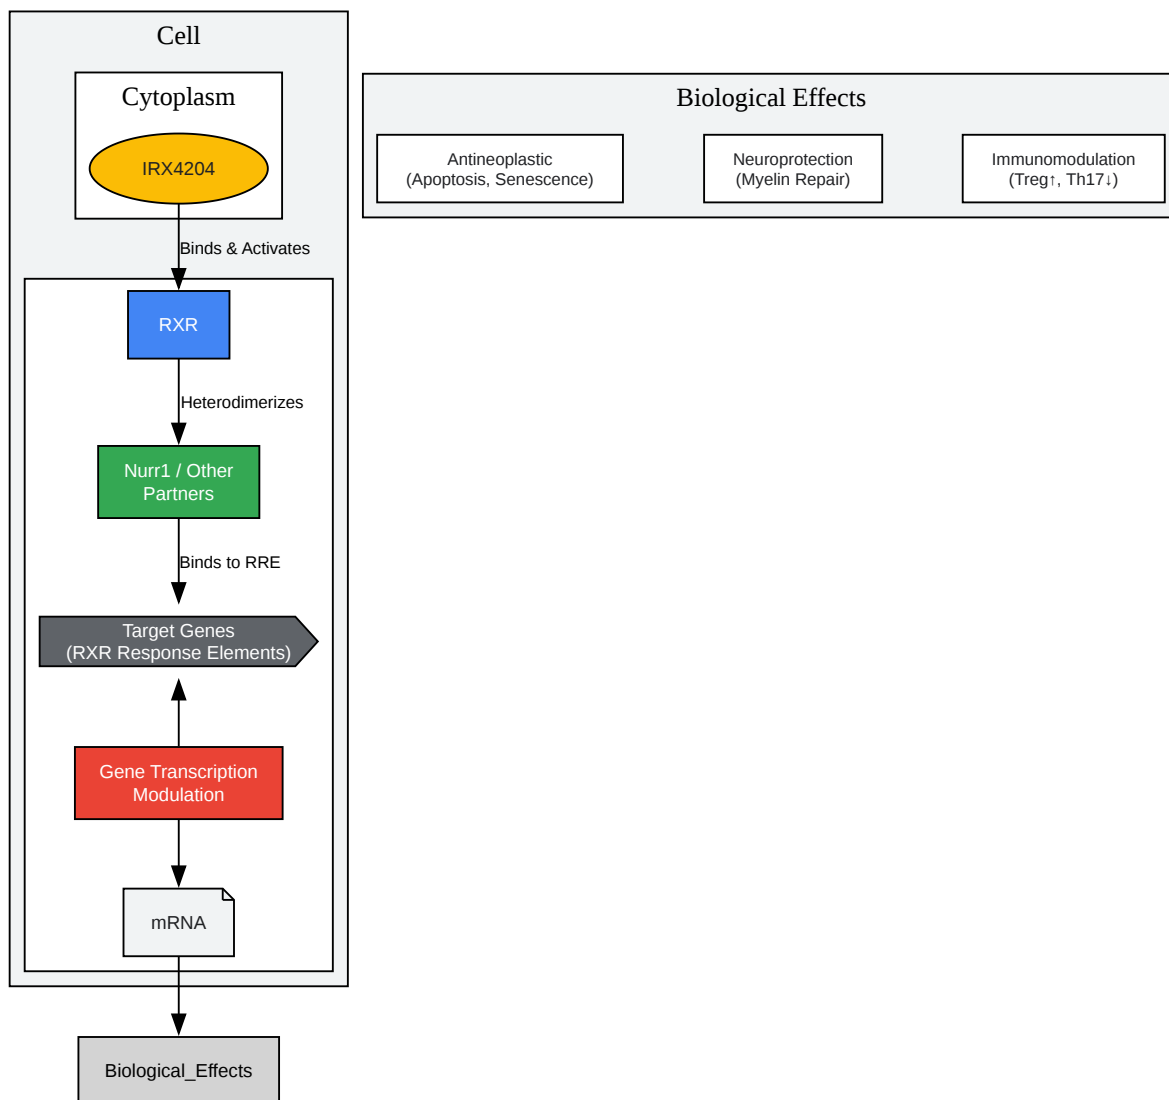 Cell
Cytoplasm
IRX4204
Binds & Activates
RXR
Heterodimerizes
Nurr1 / Other
Partners
Binds to RRE
Target Genes
(RXR Response Elements)
Gene Transcription
Modulation
mRNA
Biological_Effects
Biological Effects
Antineoplastic
(Apoptosis, Senescence)
Neuroprotection
(Myelin Repair)
Immunomodulation
(Treg↑, Th17↓)